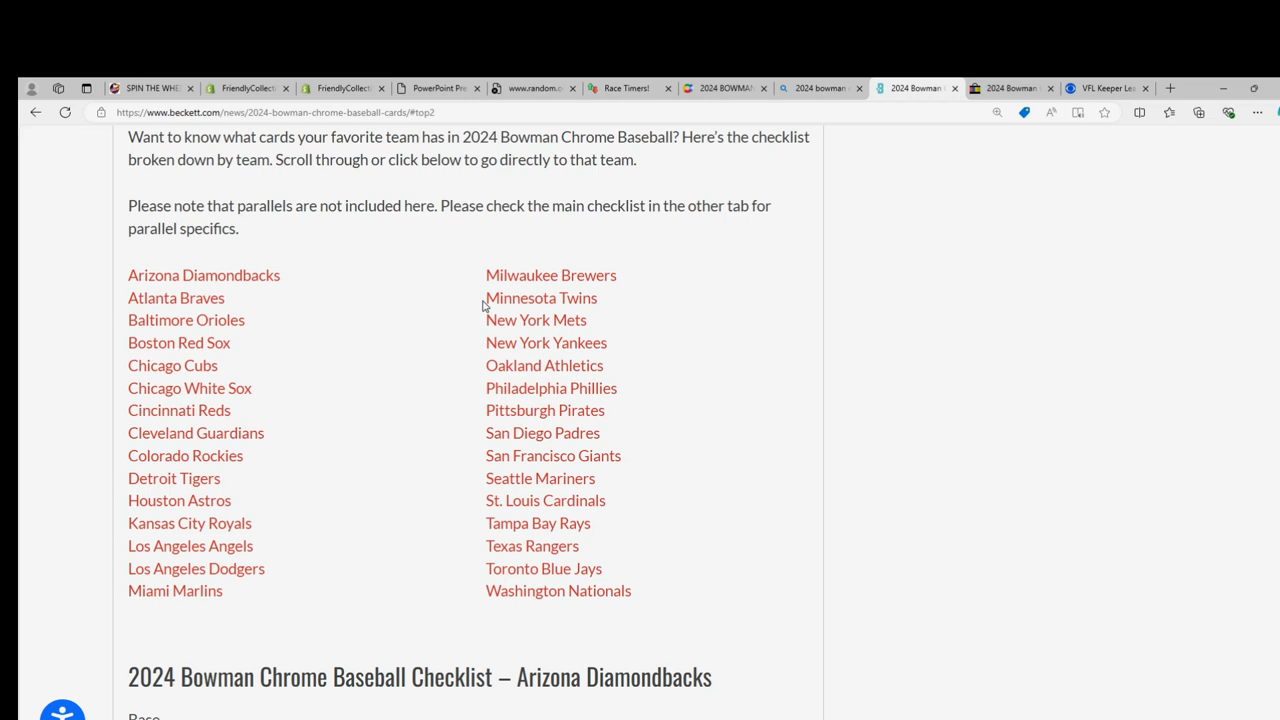 SPIN THE WHE
FriendlyCollect
FriendlyCollect
PowerPoint Pre
www.random.o
Race Timers!
2024 BOWMAN
2024 bowman
2024 Bowman
2024 Bowman
VFL Keeper Lea
https://www.beckett.com/news/2024-bowman-chrome-baseball-cards/#top2
Want to know what cards your favorite team has in 2024 Bowman Chrome Baseball? Here's the checklist
broken down by team. Scroll through or click below to go directly to that team.
Please note that parallels are not included here. Please check the main checklist in the other tab for
parallel specifics.
Arizona Diamondbacks
Atlanta Braves
Baltimore Orioles
Boston Red Sox
Chicago Cubs
Chicago White Sox
Cincinnati Reds
Cleveland Guardians
Colorado Rockies
Detroit Tigers
Houston Astros
Kansas City Royals
Los Angeles Angels
Los Angeles Dodgers
Miami Marlins
Milwaukee Brewers
Minnesota Twins
New York Mets
New York Yankees
Oakland Athletics
Philadelphia Phillies
Pittsburgh Pirates
San Diego Padres
San Francisco Giants
Seattle Mariners
St. Louis Cardinals
Tampa Bay Rays
Texas Rangers
Toronto Blue Jays
Washington Nationals
2024 Bowman Chrome Baseball Checklist – Arizona Diamondbacks
Base